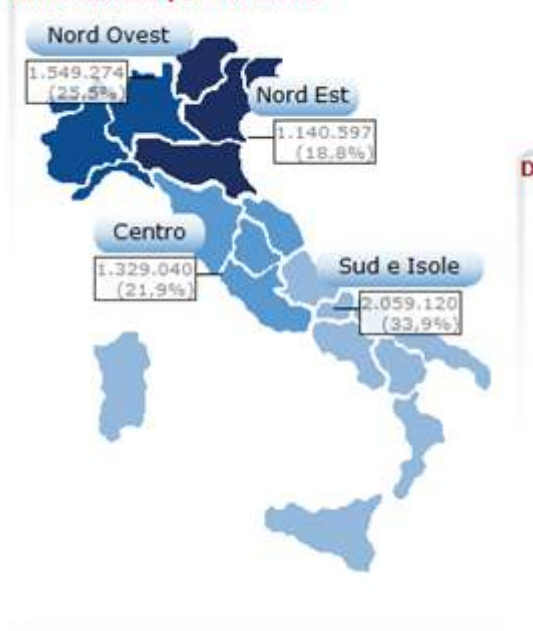 Nord Ovest
1.549.274
(25,5%)
Nord Est
1.140.597
(18,8%)
D
Centro
1.329.040
(21,9%)
Sud e Isole
2.059.120
(33,9%)